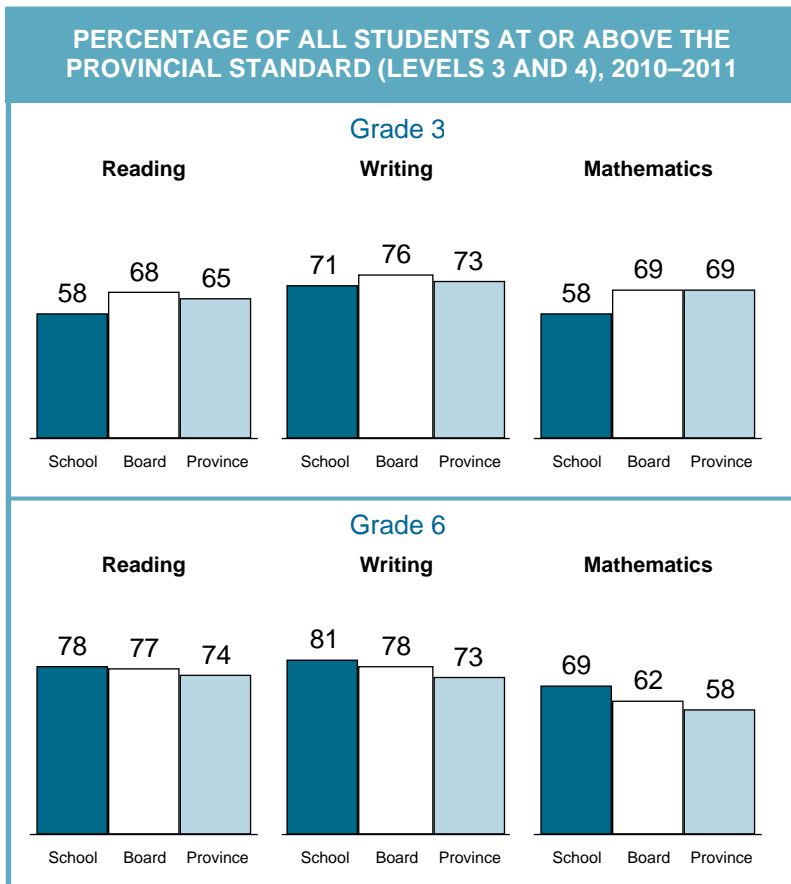 PERCENTAGE OF ALL STUDENTS AT OR ABOVE THE
PROVINCIAL STANDARD (LEVELS 3 AND 4), 2010–2011
Grade 3
Reading Writing Mathematics
58 68 65 71 76 73 58 69 69
School Board Province School Board Province School Board Province
Grade 6
Reading Writing Mathematics
78 77 74 81 78 73 69 62 58
School Board Province School Board Province School Board Province